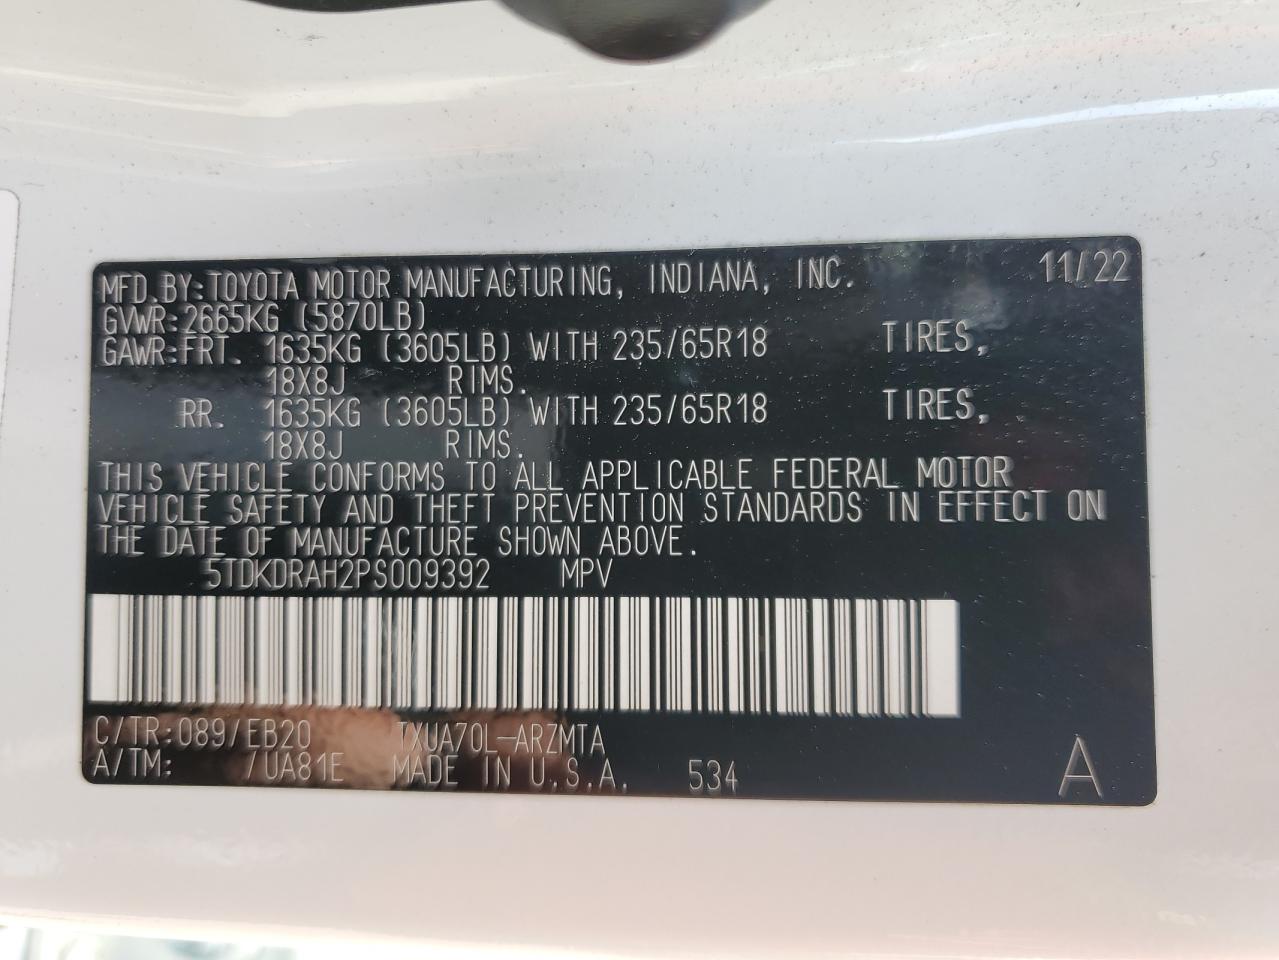 MFD.BY:TOYOTA MOTOR MANUFACTURING, INDIANA, INC. 11/22
GVWR:2665KG (5870LB)
GAWR:FRT. 1635KG (3605LB) WITH 235/65R18 TIRES,
18X8J RIMS.
RR. 1635KG (3605LB) WITH 235/65R18 TIRES,
18X8J RIMS.
THIS VEHICLE CONFORMS TO ALL APPLICABLE FEDERAL MOTOR
VEHICLE SAFETY AND THEFT PREVENTION STANDARDS IN EFFECT ON
THE DATE OF MANUFACTURE SHOWN ABOVE.
5TDKDRAH2PS009392 MPV
C/TR:089/EB20 TXUA70L-ARZMTA
A/TM: /UA81E MADE IN U.S.A. 534 A